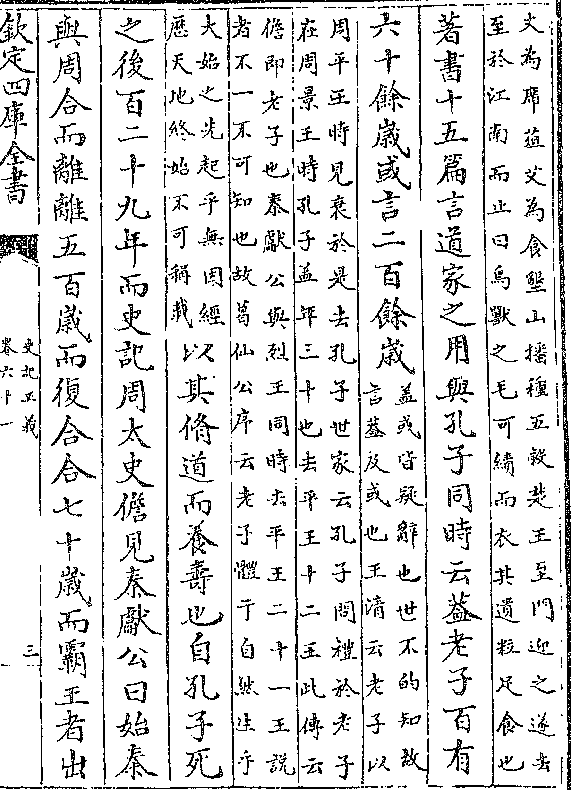 文為席菹艾為食墾山播種五穀楚王至門迎之遂去
至於江南而止曰鳥獸之毛可績而衣其遺粒足食也
著書十五篇言道家之用與孔子同時云蓋老子百有
六十餘歲或言二百餘歲
蓋或皆疑辭也世不的知故
言蓋及或也王清云老子以
周平王時見衰於是去孔子世家云孔子問禮於老子
在周景王時孔子蓋年三十也去平王十二王此傳云
儋即老子也秦獻公與烈王同時去平王二十一王說
者不一不可知也故葛仙公序云老子體于自然生乎
大始之先起乎無因經
歷天地終始不可稱載
以其脩道而養壽也自孔子死
之後百二十九年而史記周太史儋見秦獻公曰始秦
與周合而離離五百歲而復合合七十歲而霸王者出
欽定四庫全書
史記正義
卷六十一
三